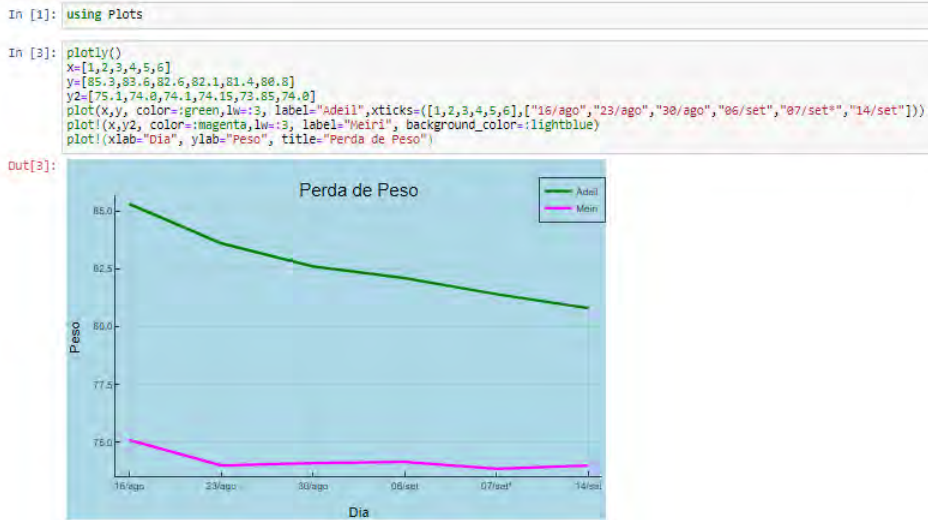 In [1]: using Plots
In [3]: plotly()
x=[1,2,3,4,5,6]
y=[85.3,83.6,82.6,82.1,81.4,80.8]
y2=[75.1,74.0,74.1,74.15,73.85,74.0]
plot(x,y, color=:green,lw=:3, label="Adeil",xticks=([1,2,3,4,5,6],["16/ago","23/ago","30/ago","06/set","07/set*","14/set"]))
plot!(x,y2, color=:magenta,lw=:3, label="Meiri", background_color=:lightblue)
plot!(xlab="Dia", ylab="Peso", title="Perda de Peso")
Out[3]:
Perda de Peso
Adeil
Meiri
85.0
82.5
80.0
77.5
75.0
Peso
16/ago 23/ago 30/ago 06/set 07/set* 14/set
Dia